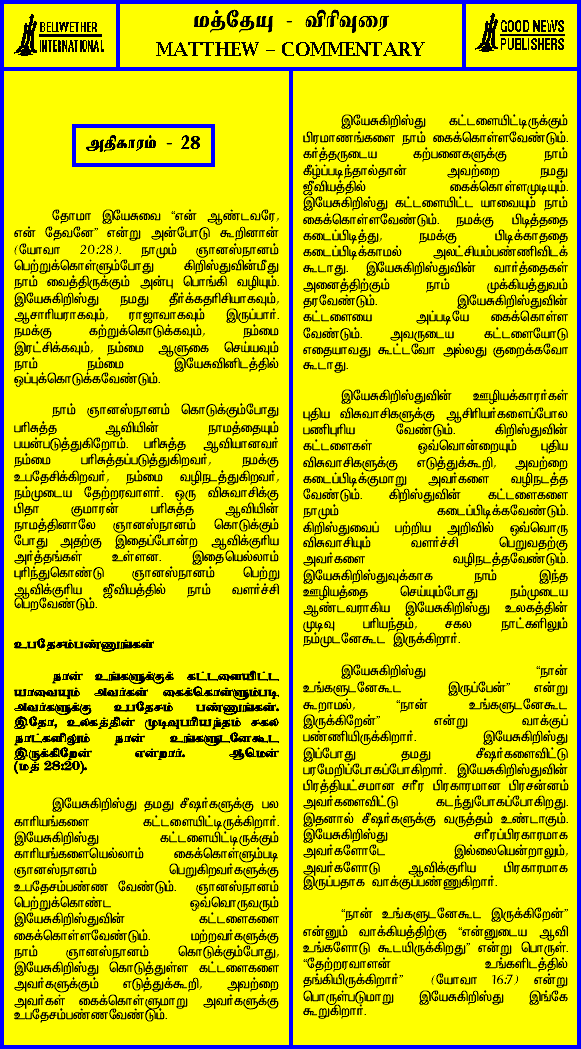 BELLWETHER
INTERNATIONAL
மத்தேயு - விரிவுரை
MATTHEW – COMMENTARY
GOOD NEWS
PUBLISHERS
அதிகாரம் - 28
தோமா இயேசுவை “என் ஆண்டவரே,
என் தேவனே” என்று அன்போடு கூறினான்
(யோவா 20:28). நாமும் ஞானஸ்நானம்
பெற்றுக்கொள்ளும்போது கிறிஸ்துவின்மீது
நாம் வைத்திருக்கும் அன்பு பொங்கி வழியும்.
இயேசுகிறிஸ்து நமது தீர்க்கதரிசியாகவும்,
ஆசாரியராகவும், ராஜாவாகவும் இருப்பார்.
நமக்கு கற்றுக்கொடுக்கவும், நம்மை
இரட்சிக்கவும், நம்மை ஆளுகை செய்யவும்
நாம் நம்மை இயேசுவினிடத்தில்
ஒப்புக்கொடுக்கவேண்டும்.
நாம் ஞானஸ்நானம் கொடுக்கும்போது
பரிசுத்த ஆவியின் நாமத்தையும்
பயன்படுத்துகிறோம். பரிசுத்த ஆவியானவர்
நம்மை பரிசுத்தப்படுத்துகிறவர், நமக்கு
உபதேசிக்கிறவர், நம்மை வழிநடத்துகிறவர்,
நம்முடைய தேற்றரவாளர். ஒரு விசுவாசிக்கு
பிதா குமாரன் பரிசுத்த ஆவியின்
நாமத்தினாலே ஞானஸ்நானம் கொடுக்கும்
போது அதற்கு இதைப்போன்ற ஆவிக்குரிய
அர்த்தங்கள் உள்ளன. இதையெல்லாம்
புரிந்துகொண்டு ஞானஸ்நானம் பெற்று
ஆவிக்குரிய ஜீவியத்தில் நாம் வளர்ச்சி
பெறவேண்டும்.
உபதேசம்பண்ணுங்கள்
நான் உங்களுக்குக் கட்டளையிட்ட
யாவையும் அவர்கள் கைக்கொள்ளும்படி
அவர்களுக்கு உபதேசம் பண்ணுங்கள்.
இதோ, உலகத்தின் முடிவுபரியந்தம் சகல
நாட்களிலும் நான் உங்களுடனேகூட
இருக்கிறேன் என்றார். ஆமென்
(மத் 28:20).
இயேசுகிறிஸ்து தமது சீஷர்களுக்கு பல
காரியங்களை கட்டளையிட்டிருக்கிறார்.
இயேசுகிறிஸ்து கட்டளையிட்டிருக்கும்
காரியங்களையெல்லாம் கைக்கொள்ளும்படி
ஞானஸ்நானம் பெறுகிறவர்களுக்கு
உபதேசம்பண்ண வேண்டும். ஞானஸ்நானம்
பெற்றுக்கொண்ட ஒவ்வொருவரும்
இயேசுகிறிஸ்துவின் கட்டளைகளை
கைக்கொள்ளவேண்டும். மற்றவர்களுக்கு
நாம் ஞானஸ்நானம் கொடுக்கும்போது,
இயேசுகிறிஸ்து கொடுத்துள்ள கட்டளைகளை
அவர்களுக்கும் எடுத்துக்கூறி, அவற்றை
அவர்கள் கைக்கொள்ளுமாறு அவர்களுக்கு
உபதேசம்பண்ணவேண்டும்.
இயேசுகிறிஸ்து கட்டளையிட்டிருக்கும்
பிரமாணங்களை நாம் கைக்கொள்ளவேண்டும்.
கர்த்தருடைய கற்பனைகளுக்கு நாம்
கீழ்ப்படிந்தால்தான் அவற்றை நமது
ஜீவியத்தில் கைக்கொள்ளமுடியும்.
இயேசுகிறிஸ்து கட்டளையிட்ட யாவையும் நாம்
கைக்கொள்ளவேண்டும். நமக்கு பிடித்ததை
கடைப்பிடித்து, நமக்கு பிடிக்காததை
கடைப்பிடிக்காமல் அலட்சியம்பண்ணிவிடக்
கூடாது. இயேசுகிறிஸ்துவின் வார்த்தைகள்
அனைத்திற்கும் நாம் முக்கியத்துவம்
தரவேண்டும். இயேசுகிறிஸ்துவின்
கட்டளையை அப்படியே கைக்கொள்ள
வேண்டும். அவருடைய கட்டளையோடு
எதையாவது கூட்டவோ அல்லது குறைக்கவோ
கூடாது.
இயேசுகிறிஸ்துவின் ஊழியக்காரர்கள்
புதிய விசுவாசிகளுக்கு ஆசிரியர்களைப்போல
பணிபுரிய வேண்டும். கிறிஸ்துவின்
கட்டளைகள் ஒவ்வொன்றையும் புதிய
விசுவாசிகளுக்கு எடுத்துக்கூறி, அவற்றை
கடைப்பிடிக்குமாறு அவர்களை வழிநடத்த
வேண்டும். கிறிஸ்துவின் கட்டளைகளை
நாமும் கடைப்பிடிக்கவேண்டும்.
கிறிஸ்துவைப் பற்றிய அறிவில் ஒவ்வொரு
விசுவாசியும் வளர்ச்சி பெறுவதற்கு
அவர்களை வழிநடத்தவேண்டும்.
இயேசுகிறிஸ்துவுக்காக நாம் இந்த
ஊழியத்தை செய்யும்போது நம்முடைய
ஆண்டவராகிய இயேசுகிறிஸ்து உலகத்தின்
முடிவு பரியந்தம், சகல நாட்களிலும்
நம்முடனேகூட இருக்கிறார்.
இயேசுகிறிஸ்து “நான்
உங்களுடனேகூட இருப்பேன்” என்று
கூறாமல், “நான் உங்களுடனேகூட
இருக்கிறேன்” என்று வாக்குப்
பண்ணியிருக்கிறார். இயேசுகிறிஸ்து
இப்போது தமது சீஷர்களைவிட்டு
பரமேறிப்போகப்போகிறார். இயேசுகிறிஸ்துவின்
பிரத்தியட்சமான சரீர பிரகாரமான பிரசன்னம்
அவர்களைவிட்டு கடந்துபோகப்போகிறது.
இதனால் சீஷர்களுக்கு வருத்தம் உண்டாகும்.
இயேசுகிறிஸ்து சரீரப்பிரகாரமாக
அவர்களோடே இல்லையென்றாலும்,
அவர்களோடு ஆவிக்குரிய பிரகாரமாக
இருப்பதாக வாக்குப்பண்ணுகிறார்.
“நான் உங்களுடனேகூட இருக்கிறேன்”
என்னும் வாக்கியத்திற்கு “என்னுடைய ஆவி
உங்களோடு கூடயிருக்கிறது” என்று பொருள்.
“தேற்றரவாளன் உங்களிடத்தில்
தங்கியிருக்கிறார்” (யோவா 16:7) என்று
பொருள்படுமாறு இயேசுகிறிஸ்து இங்கே
கூறுகிறார்.